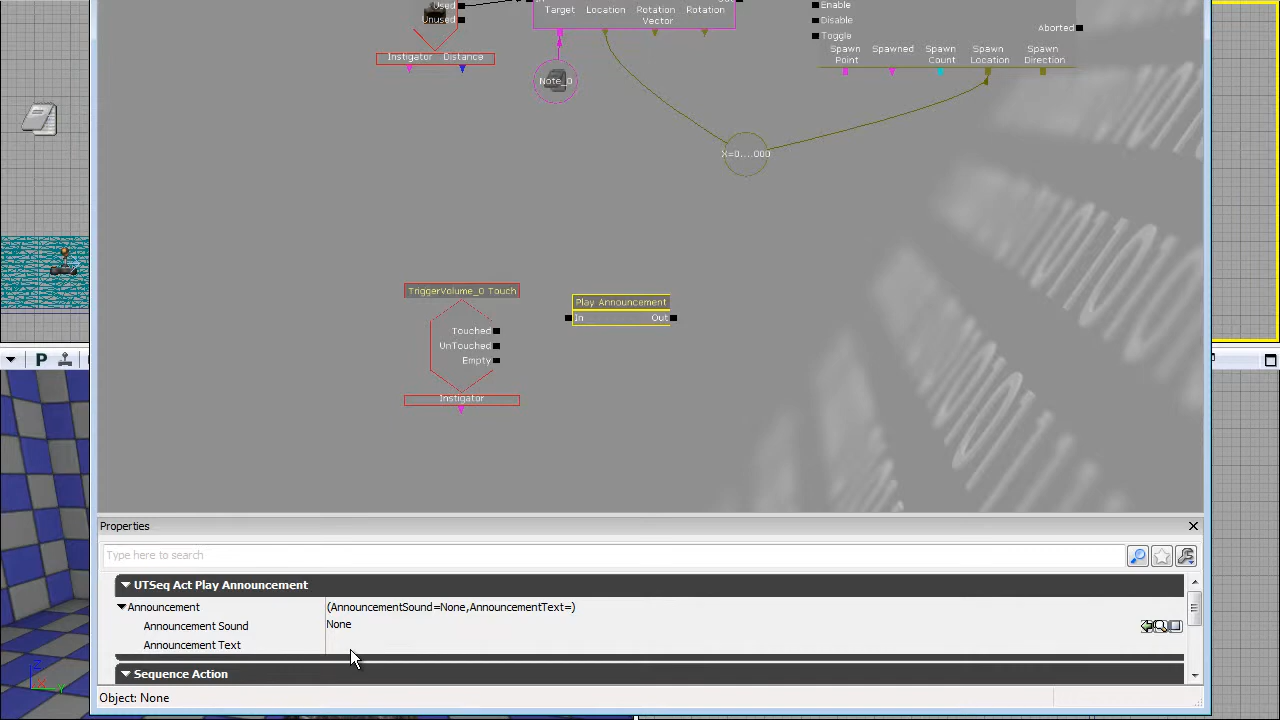 Used
Unused
Instigator Distance
Target Location Rotation Vector Rotation
Note_0
Enable
Disable
Toggle
Aborted
Spawn Point Spawned Spawn Count Spawn Location Spawn Direction
X=0....000
TriggerVolume_0 Touch
Touched
UnTouched
Empty
Instigator
Play Announcement
In Out
P
Properties
Type here to search
UTSeq Act Play Announcement
Announcement (AnnouncementSound=None,AnnouncementText=)
Announcement Sound None
Announcement Text
Sequence Action
Object: None